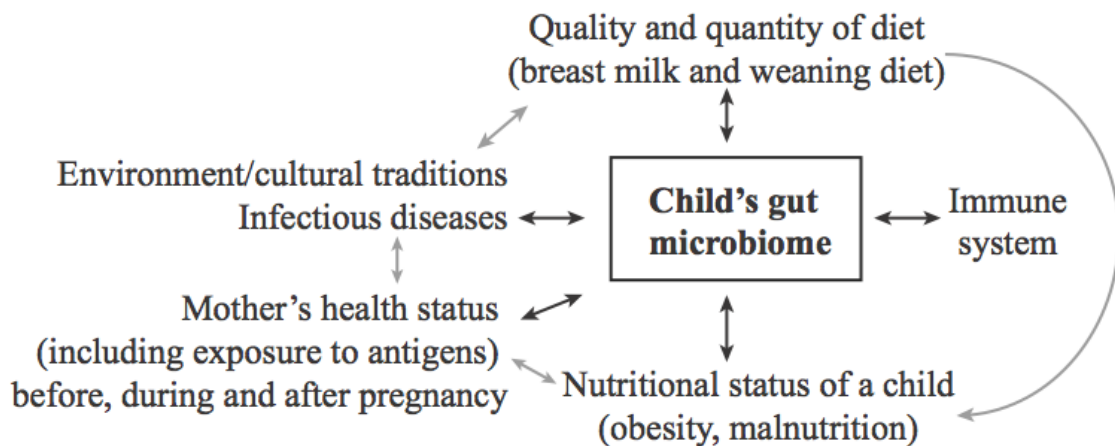 Quality and quantity of diet
(breast milk and weaning diet)
Environment/cultural traditions
Infectious diseases
Child's gut
microbiome
Immune
system
Mother's health status
(including exposure to antigens)
before, during and after pregnancy
Nutritional status of a child
(obesity, malnutrition)